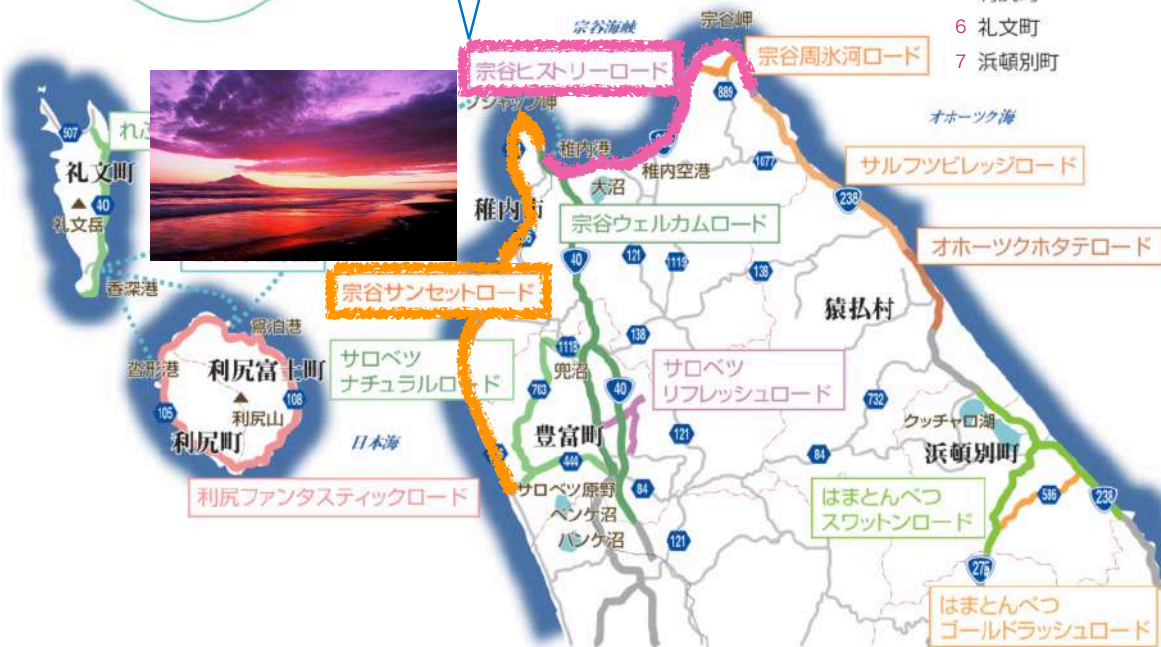 宗谷海峡
宗谷岬
6 礼文町
7 浜頓別町
宗谷ヒストリーロード
宗谷周氷河ロード
ノシャップ岬
889
オホーツク海
507
稚内港
稚内空港
1077
サルフツビレッジロード
礼文町
40
礼文岳
大沼
稚内市
238
宗谷ウェルカムロード
オホーツクホタテロード
40
121
1119
138
香深港
宗谷サンセットロード
猿払村
鴛泊港
沓形港
利尻富士町
サロベツ
ナチュラルロード
1118
兜沼
138
サロベツ
リフレッシュロード
763
40
732
105
利尻山
108
利尻町
日本海
豊富町
121
クッチャロ湖
浜頓別町
444
84
84
利尻ファンタスティックロード
サロベツ原野
ペンケ沼
パンケ沼
121
はまとんべつ
スワットンロード
586
238
275
はまとんべつ
ゴールドラッシュロード